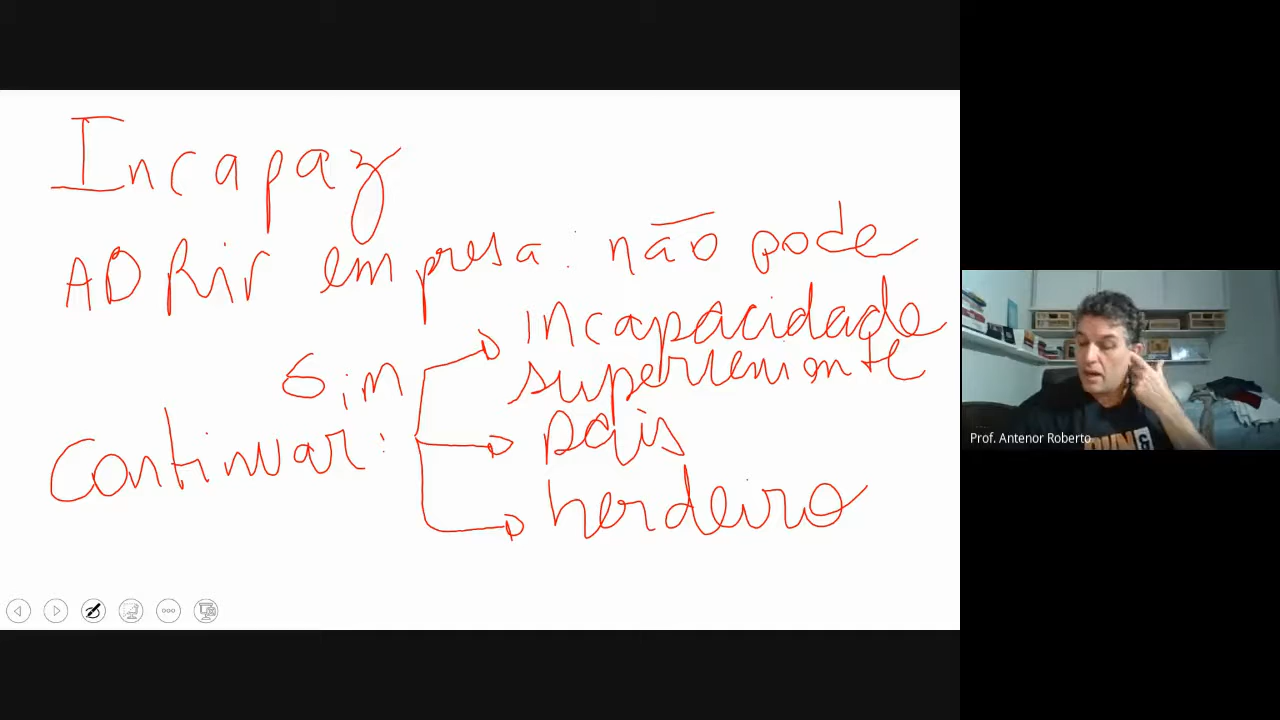 Incapaz
ABRir empresa: não pode
incapacidade
sim
superveniente
pais
Continuar:
herdeiro
Prof. Antenor Roberto